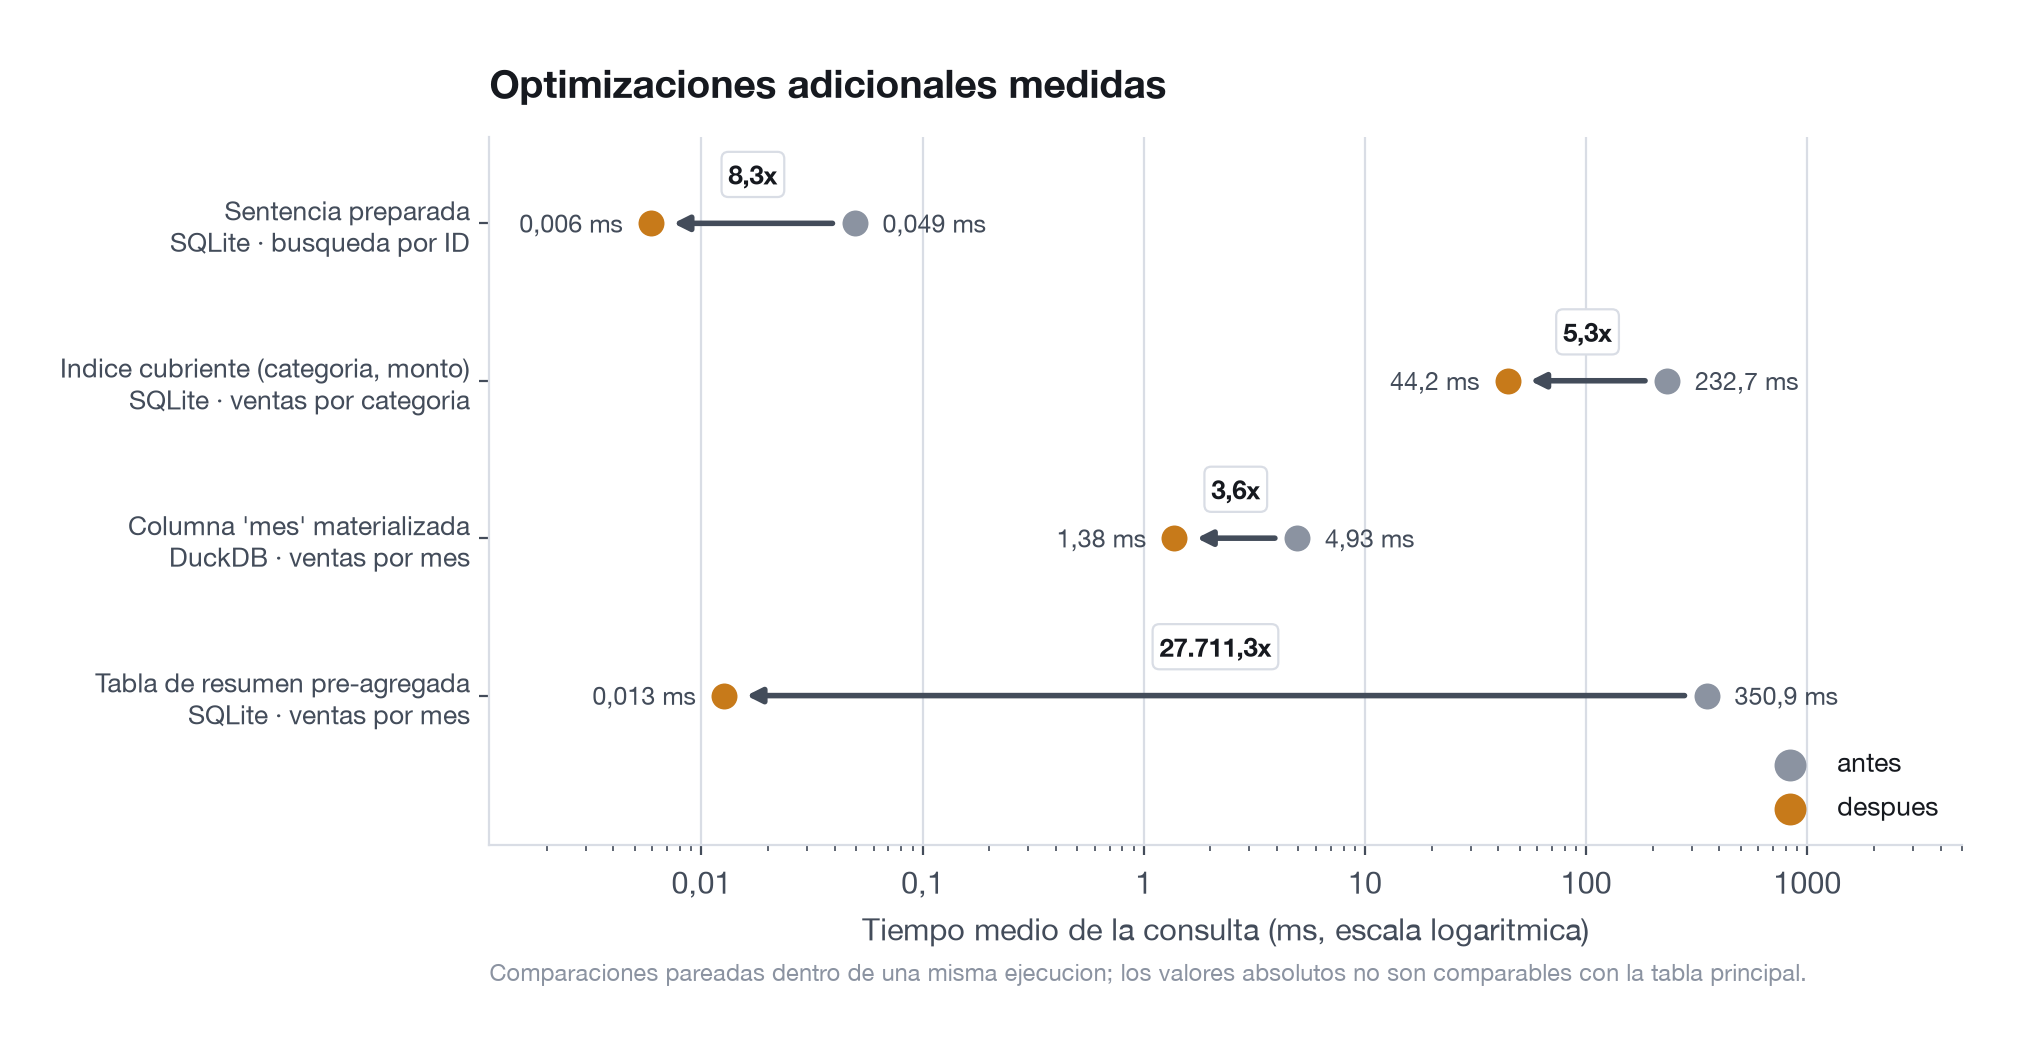 Optimizaciones adicionales medidas
8,3x
Sentencia preparada
SQLite · busqueda por ID
0,006 ms
0,049 ms
5,3x
Indice cubriente (categoria, monto)
SQLite · ventas por categoria
44,2 ms
232,7 ms
3,6x
Columna 'mes' materializada
DuckDB · ventas por mes
1,38 ms
4,93 ms
27.711,3x
Tabla de resumen pre-agregada
SQLite · ventas por mes
0,013 ms
350,9 ms
antes
despues
0,01
0,1
1
10
100
1000
Tiempo medio de la consulta (ms, escala logaritmica)
Comparaciones pareadas dentro de una misma ejecucion; los valores absolutos no son comparables con la tabla principal.